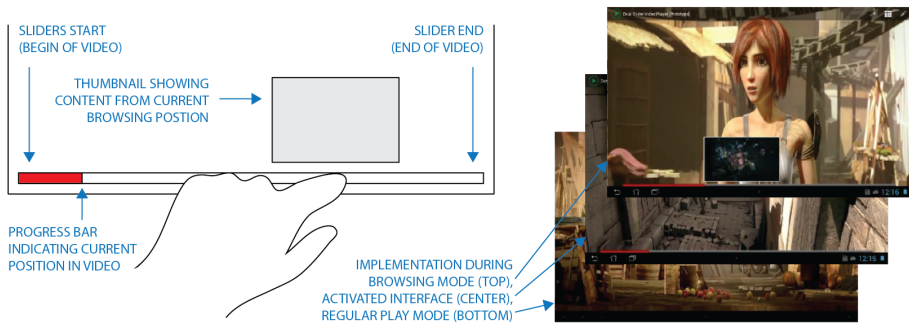 SLIDERS START
(BEGIN OF VIDEO)
SLIDER END
(END OF VIDEO)
THUMBNAIL SHOWING
CONTENT FROM CURRENT
BROWSING POSTION
PROGRESS BAR
INDICATING CURRENT
POSITION IN VIDEO
IMPLEMENTATION DURING
BROWSING MODE (TOP),
ACTIVATED INTERFACE (CENTER),
REGULAR PLAY MODE (BOTTOM)
12:16
12:15